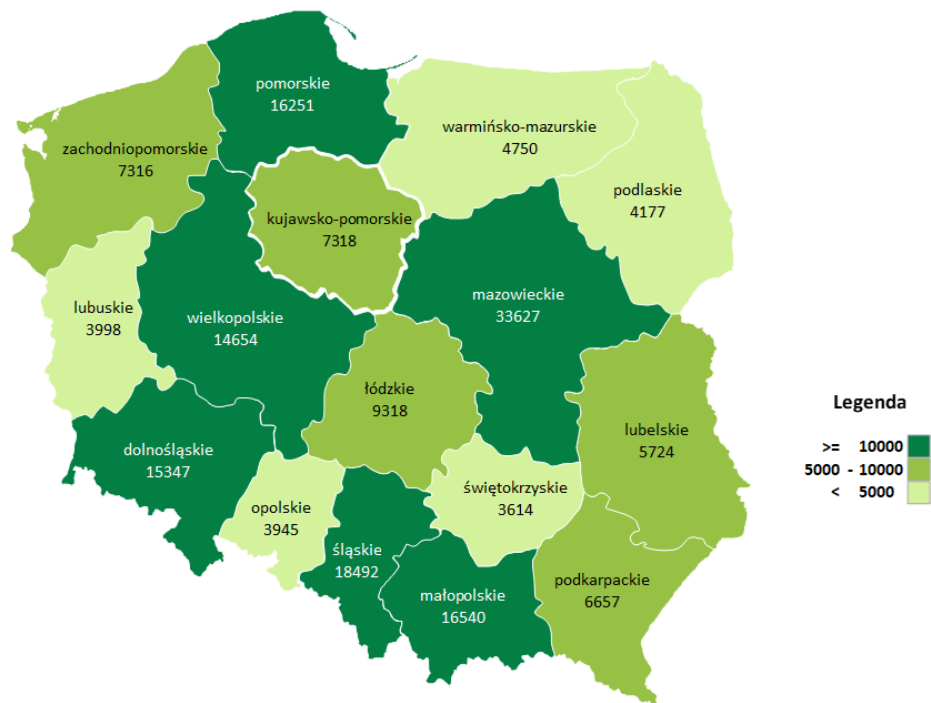 pomorskie
16251
warmińsko-mazurskie
4750
zachodniopomorskie
7316
podlaskie
4177
kujawsko-pomorskie
7318
mazowieckie
33627
lubuskie
3998
wielkopolskie
14654
łódzkie
9318
Legenda
>= 10000
5000 - 10000
< 5000
lubelskie
5724
dolnośląskie
15347
świętokrzyskie
3614
opolskie
3945
śląskie
18492
podkarpackie
6657
małopolskie
16540